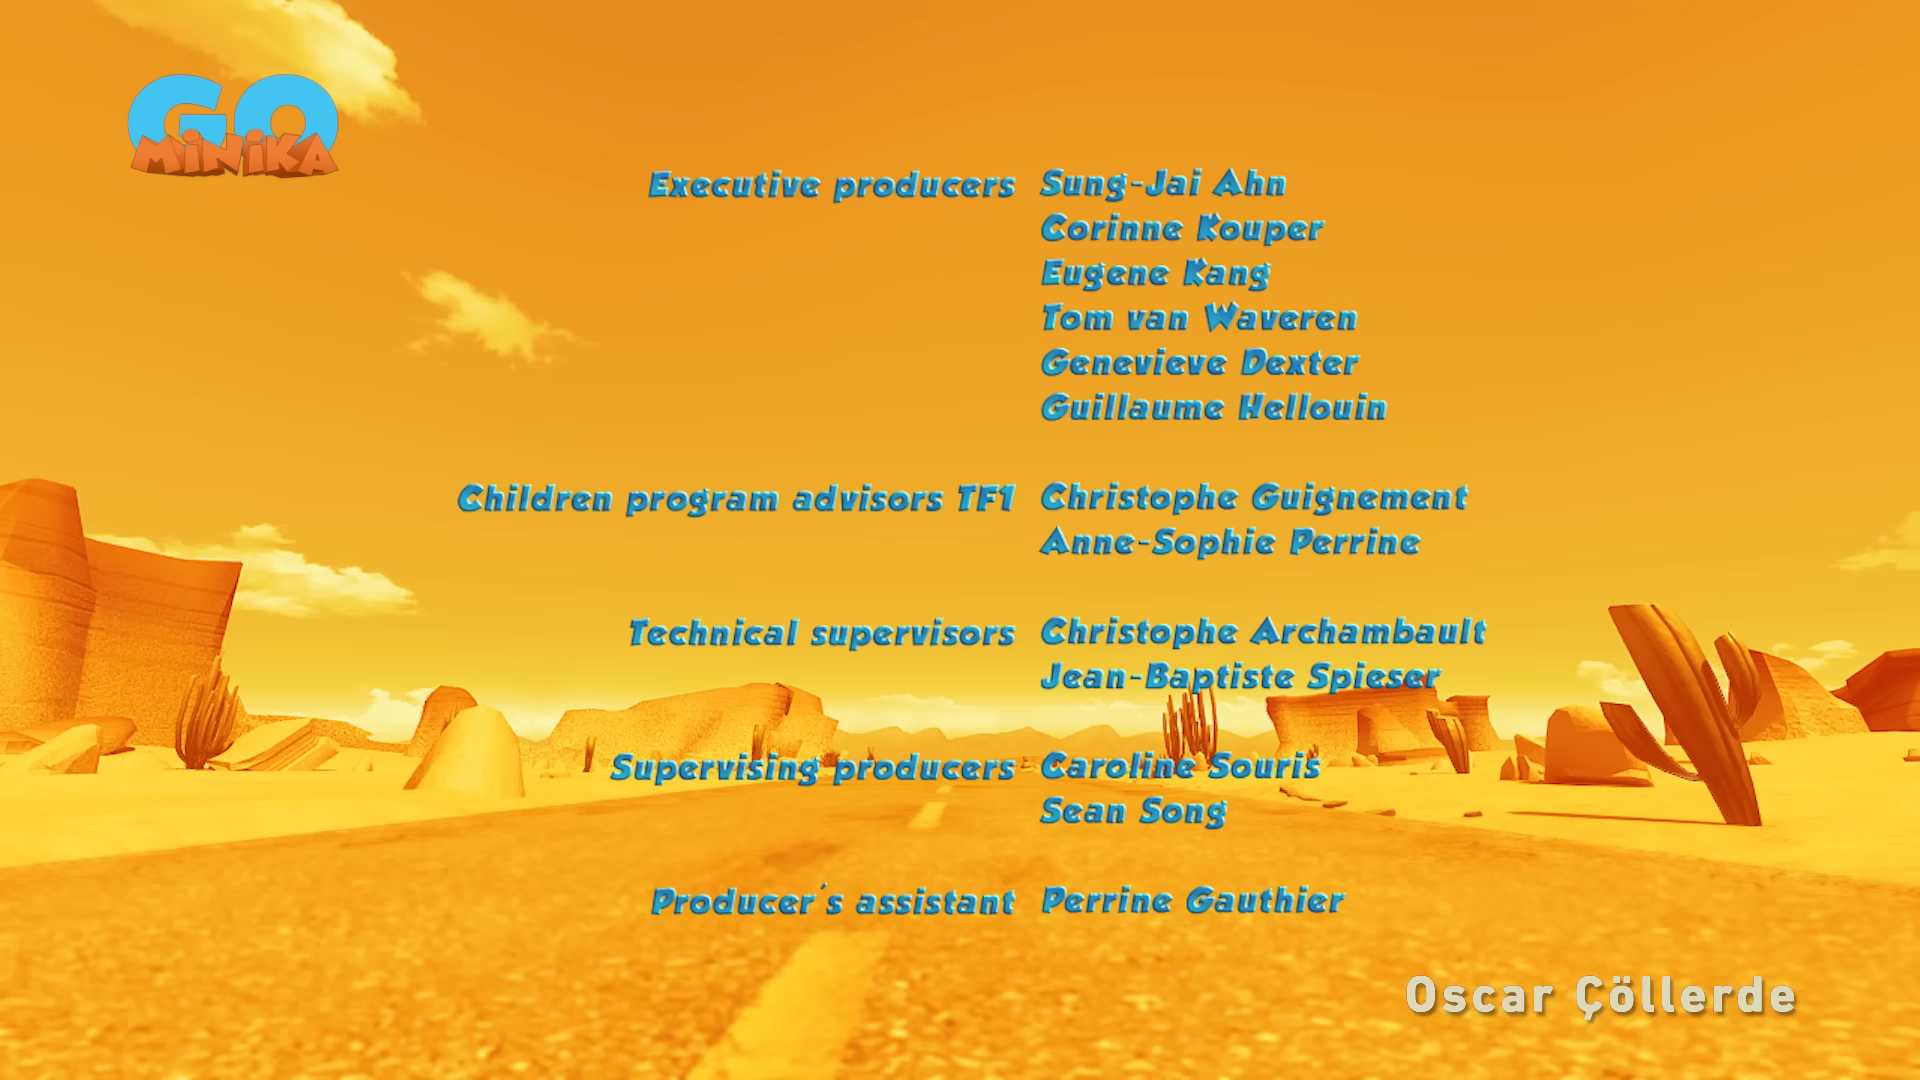 GO
MiNiKA
Executive producers Sung-Jai Ahn
Corinne Kouper
Eugene Kang
Tom van Waveren
Genevieve Dexter
Guillaume Hellouin
Children program advisors TF1 Christophe Guignement
Anne-Sophie Perrine
Technical supervisors Christophe Archambault
Jean-Baptiste Spieser
Supervising producers Caroline Souris
Sean Song
Producer's assistant Perrine Gauthier
Oscar Çöllerde